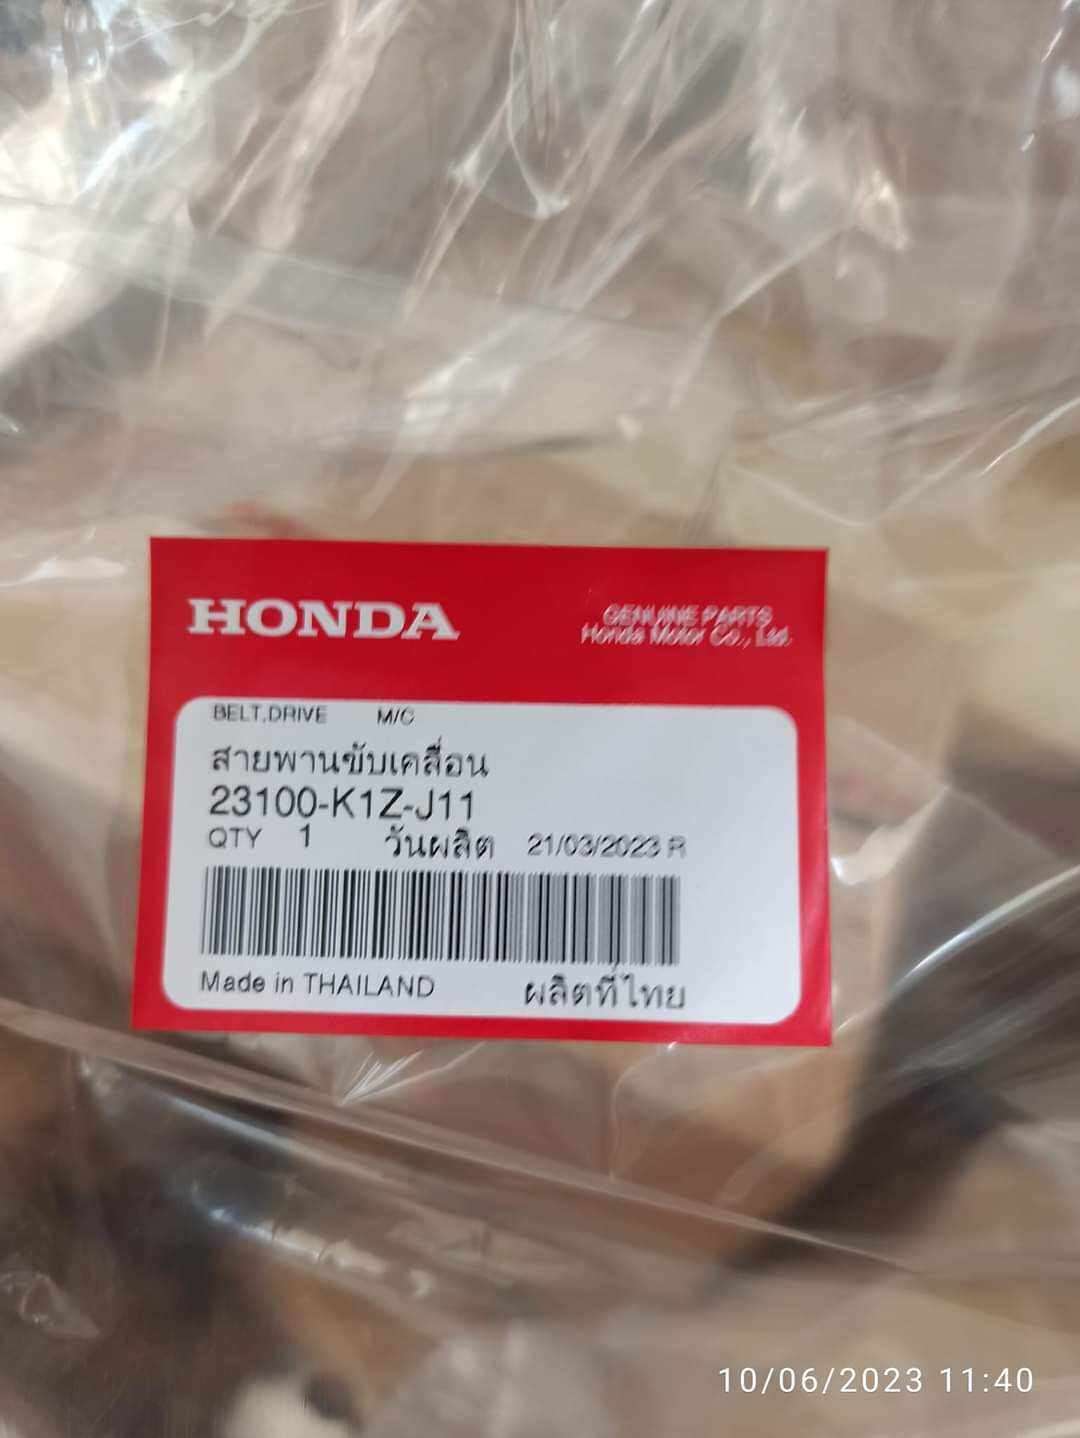 HONDA
GENUINE PARTS
Honda Motor Co., Ltd.
BELT,DRIVE M/C
สายพานขับเคลื่อน
23100-K1Z-J11
QTY 1 วันผลิต 21/03/2023 R
Made in THAILAND ผลิตที่ไทย
10/06/2023 11:40